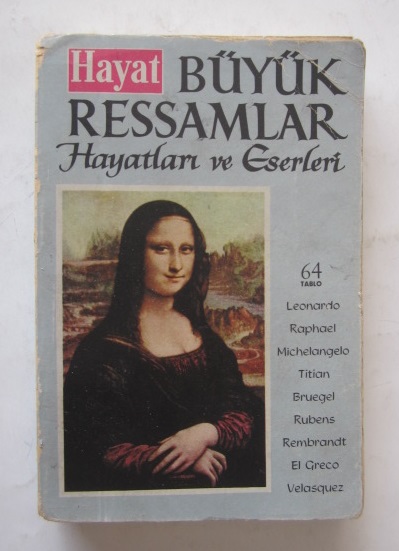 Hayat BÜYÜK
RESSAMLAR
Hayatları ve Eserleri
64
TABLO
Leonardo
Raphael
Michelangelo
Titian
Bruegel
Rubens
Rembrandt
El Greco
Velasquez